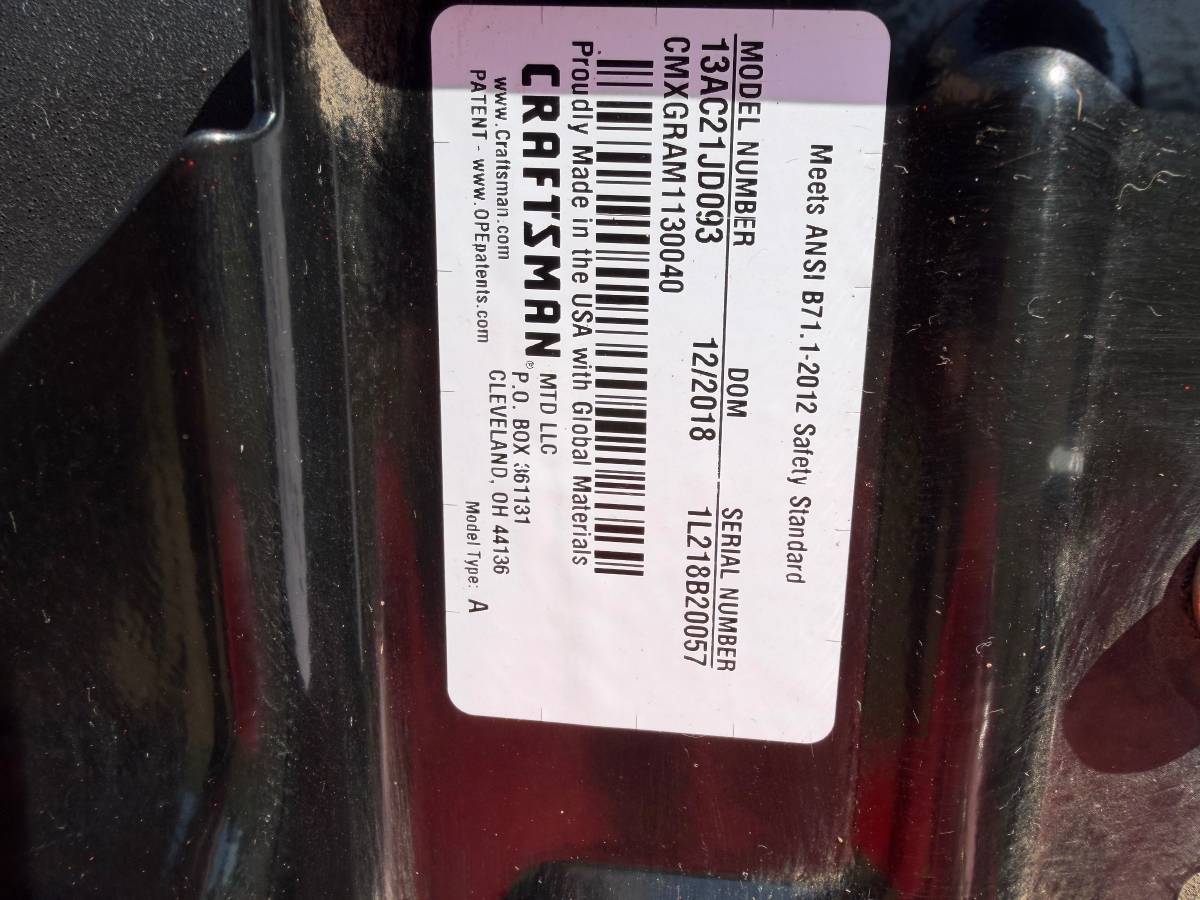 Meets ANSI B71.1-2012 Safety Standard
MODEL NUMBER DOM SERIAL NUMBER
13AC21JD093 12/2018 1L218B20057
CMXGRAM1130040
Proudly Made in the USA with Global Materials
CRAFTSMAN® MTD LLC
P.O. BOX 361131
www.Craftsman.com CLEVELAND, OH 44136
PATENT - www.OPEpatents.com Model Type: A